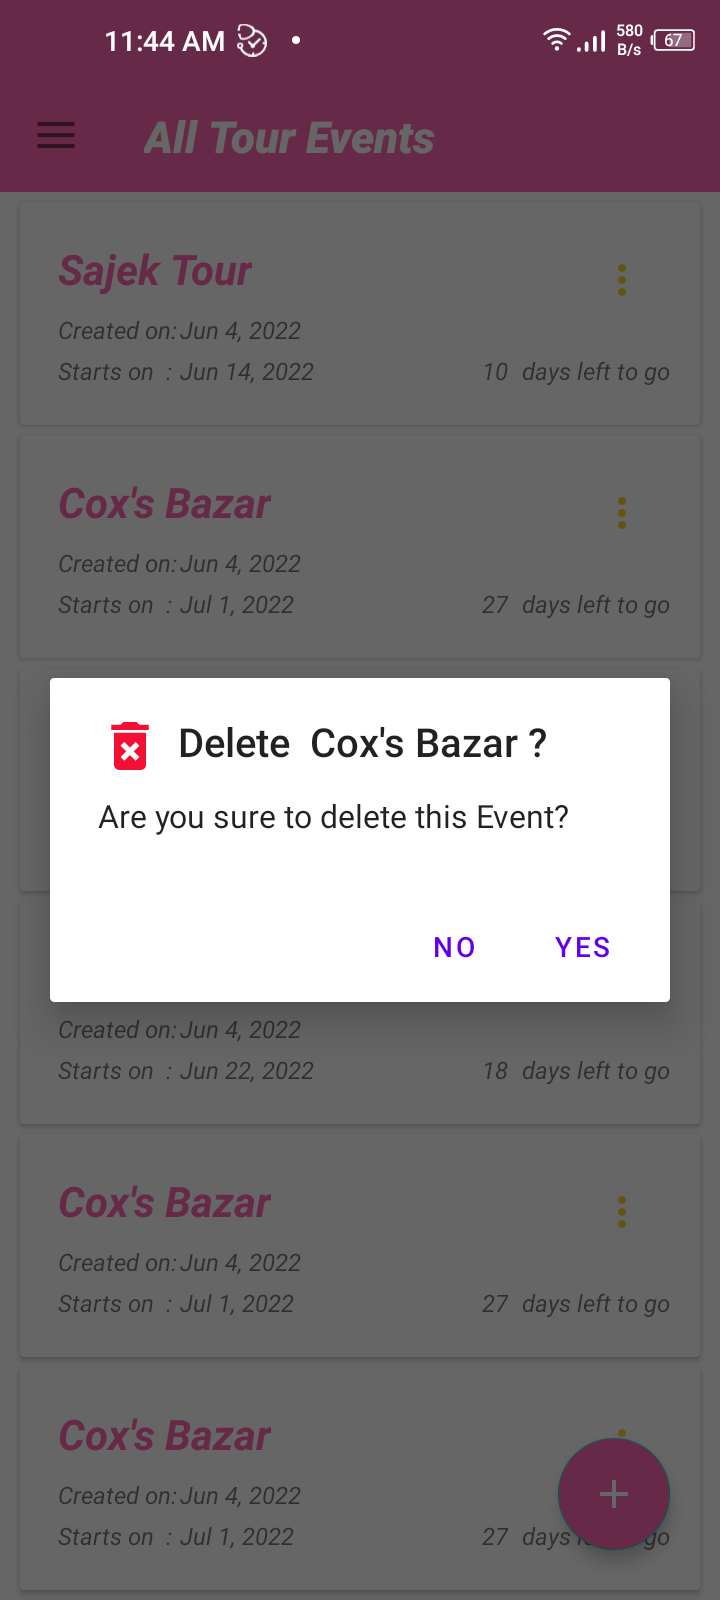 11:44 AM 580 B/s 67
All Tour Events
Sajek Tour
Created on: Jun 4, 2022
Starts on : Jun 14, 2022 10 days left to go
Cox's Bazar
Created on: Jun 4, 2022
Starts on : Jul 1, 2022 27 days left to go
Delete Cox's Bazar ?
Are you sure to delete this Event?
NO YES
Created on: Jun 4, 2022
Starts on : Jun 22, 2022 18 days left to go
Cox's Bazar
Created on: Jun 4, 2022
Starts on : Jul 1, 2022 27 days left to go
Cox's Bazar
Created on: Jun 4, 2022
Starts on : Jul 1, 2022 27 days go